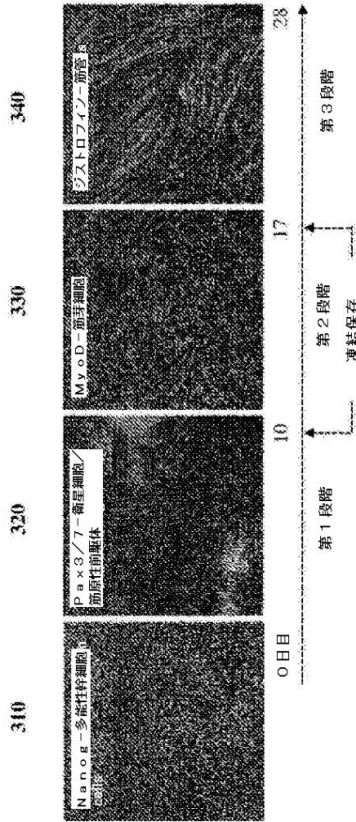 310
320
330
340
Nanog－多能性幹細胞
Pax3／7－衛星細胞／
筋原性前駆体
MyoD－筋芽細胞
ジストロフィン－筋管
0日目
10
17
28
第1段階
第2段階
第3段階
凍結保存